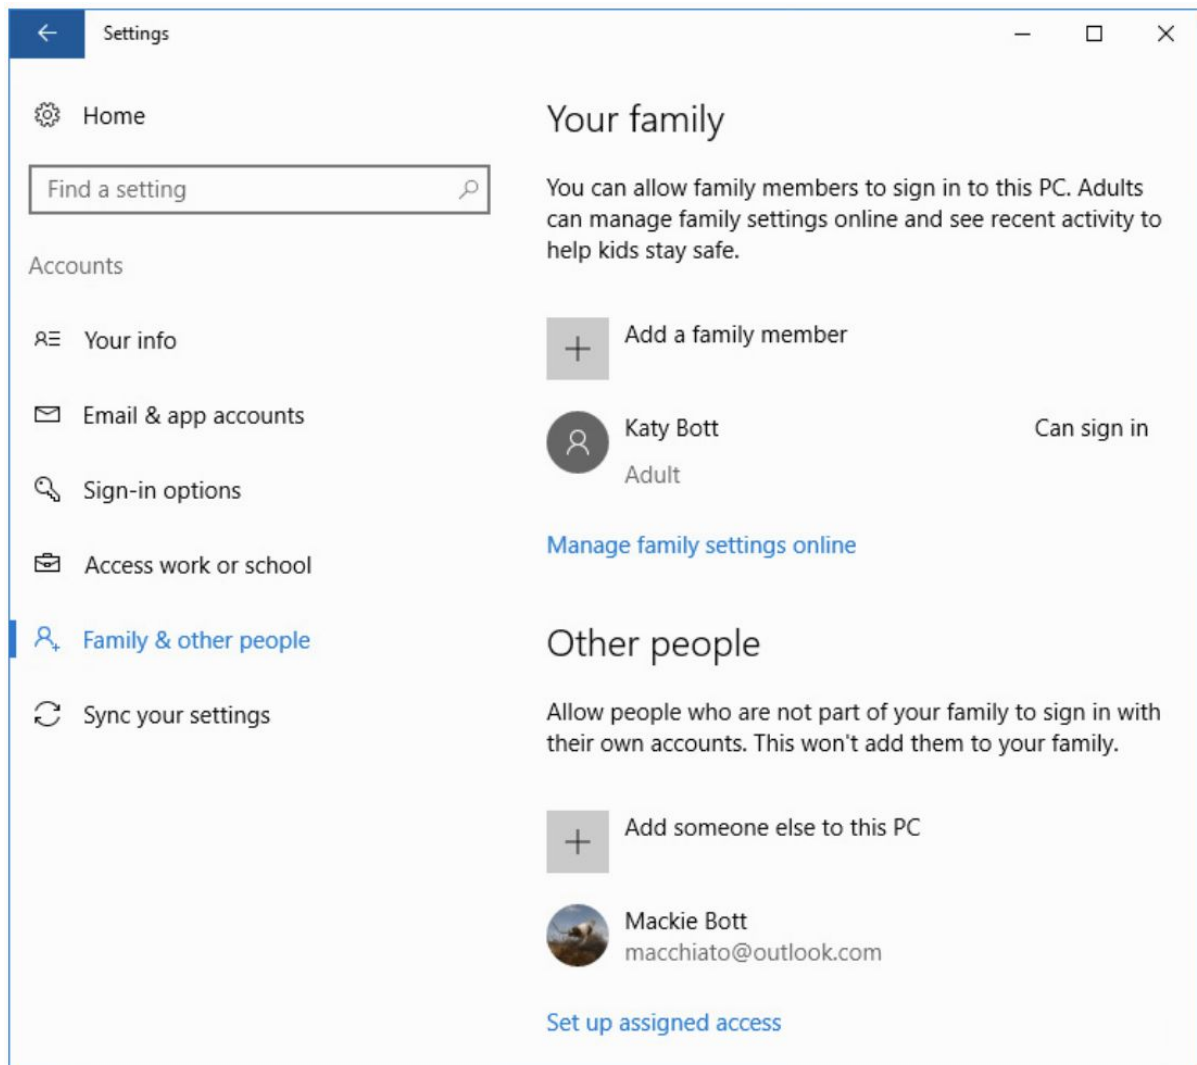 Settings
Home
Find a setting
Accounts
Your info
Email & app accounts
Sign-in options
Access work or school
Family & other people
Sync your settings
Your family
You can allow family members to sign in to this PC. Adults
can manage family settings online and see recent activity to
help kids stay safe.
Add a family member
Katy Bott
Can sign in
Adult
Manage family settings online
Other people
Allow people who are not part of your family to sign in with
their own accounts. This won't add them to your family.
Add someone else to this PC
Mackie Bott
macchiato@outlook.com
Set up assigned access